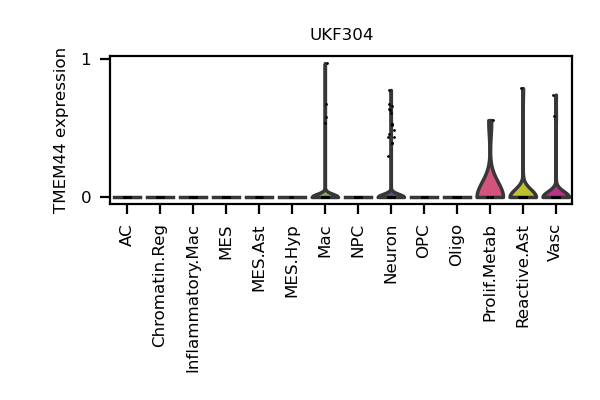 UKF304
TMEM44 expression
1
0
AC
Chromatin.Reg
Inflammatory.Mac
MES
MES.Ast
MES.Hyp
Mac
NPC
Neuron
OPC
Oligo
Prolif.Metab
Reactive.Ast
Vasc